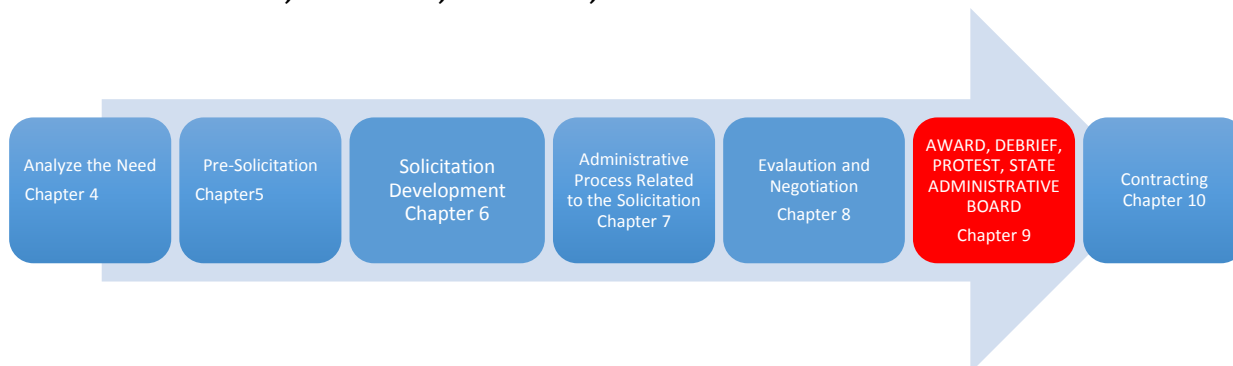 Analyze the Need
Chapter 4
Pre-Solicitation
Chapter5
Solicitation
Development
Chapter 6
Administrative
Process Related
to the Solicitation
Chapter 7
Evalaution and
Negotiation
Chapter 8
AWARD, DEBRIEF,
PROTEST, STATE
ADMINISTRATIVE
BOARD
Chapter 9
Contracting
Chapter 10